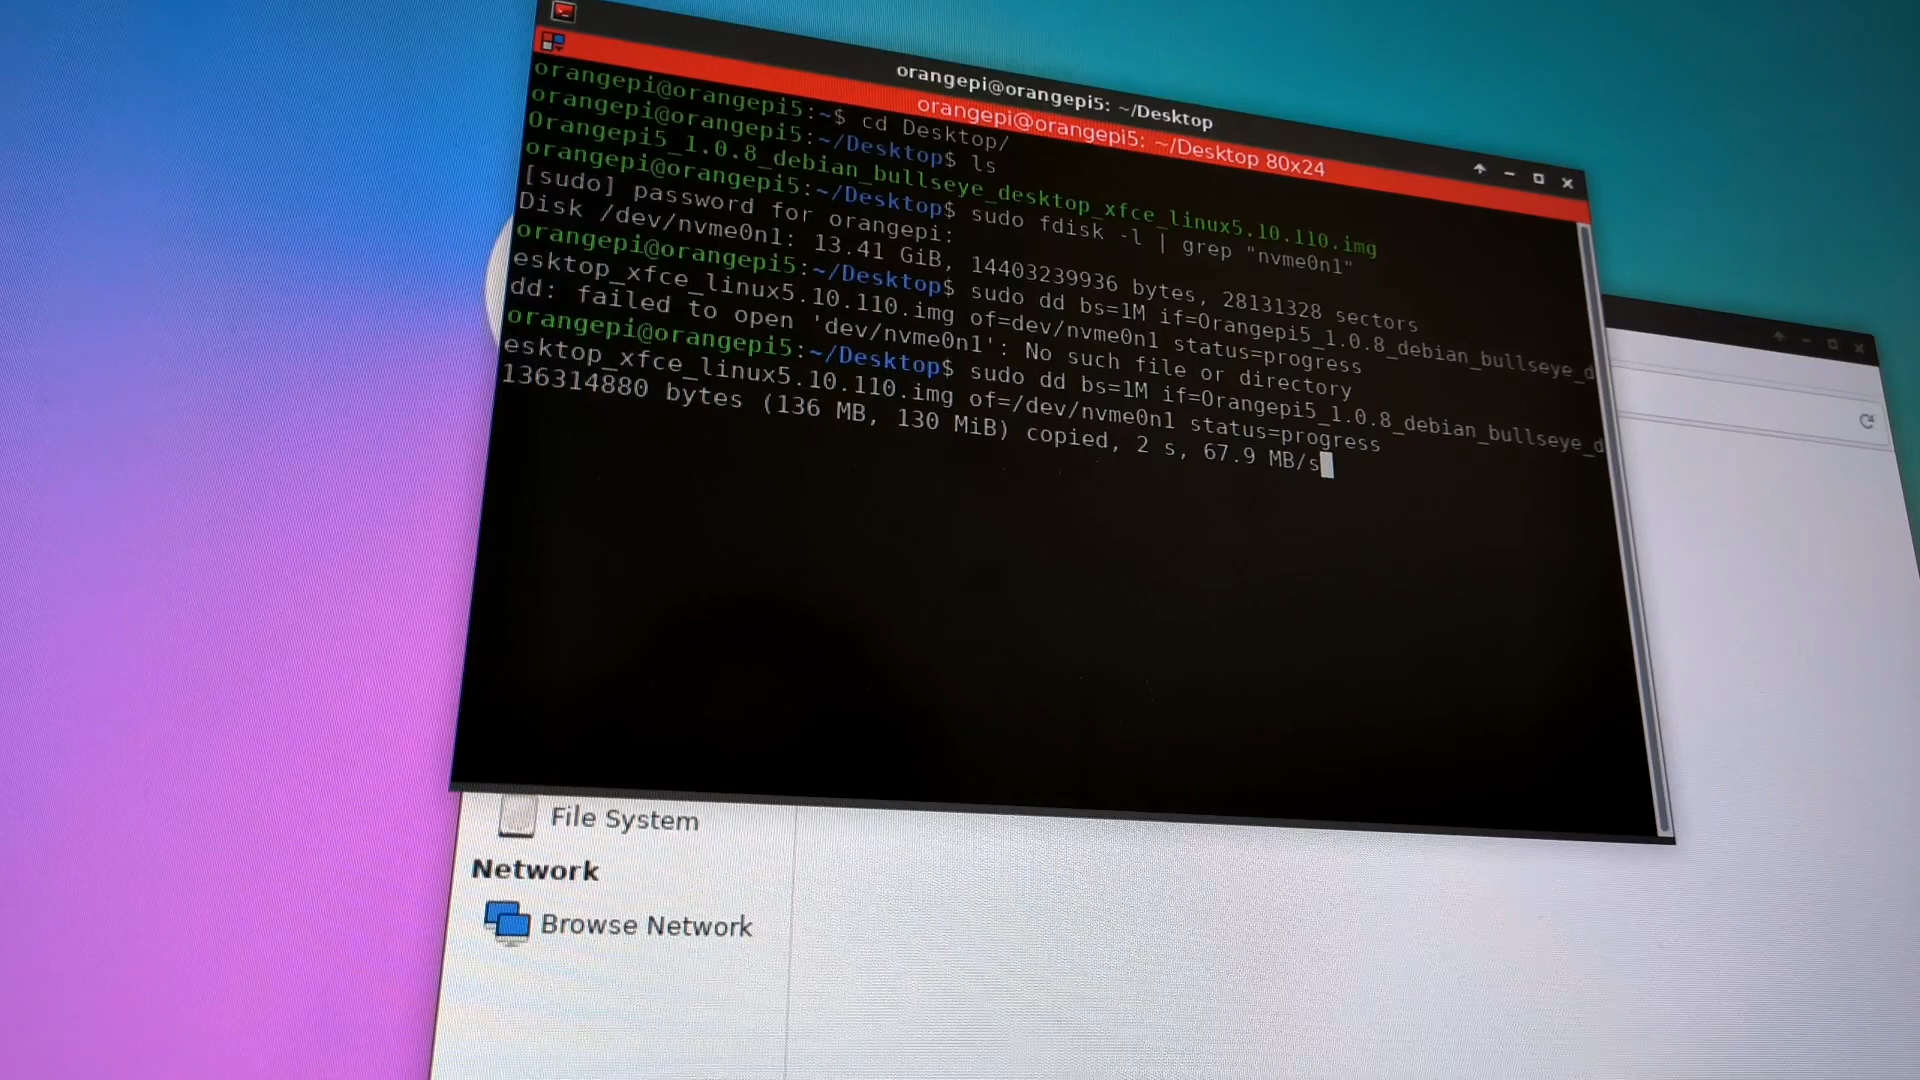 orangepi@orangepi5: ~/Desktop
orangepi@orangepi5: ~/Desktop 80x24
orangepi@orangepi5:~$ cd Desktop/
orangepi@orangepi5:~/Desktop$ ls
Orangepi5_1.0.8_debian_bullseye_desktop_xfce_linux5.10.110.img
orangepi@orangepi5:~/Desktop$ sudo fdisk -l | grep "nvme0n1"
[sudo] password for orangepi:
Disk /dev/nvme0n1: 13.41 GiB, 14403239936 bytes, 28131328 sectors
orangepi@orangepi5:~/Desktop$ sudo dd bs=1M if=Orangepi5_1.0.8_debian_bullseye_d
esktop_xfce_linux5.10.110.img of=dev/nvme0n1 status=progress
dd: failed to open 'dev/nvme0n1': No such file or directory
orangepi@orangepi5:~/Desktop$ sudo dd bs=1M if=Orangepi5_1.0.8_debian_bullseye_d
esktop_xfce_linux5.10.110.img of=/dev/nvme0n1 status=progress
136314880 bytes (136 MB, 130 MiB) copied, 2 s, 67.9 MB/s
File System
Network
Browse Network